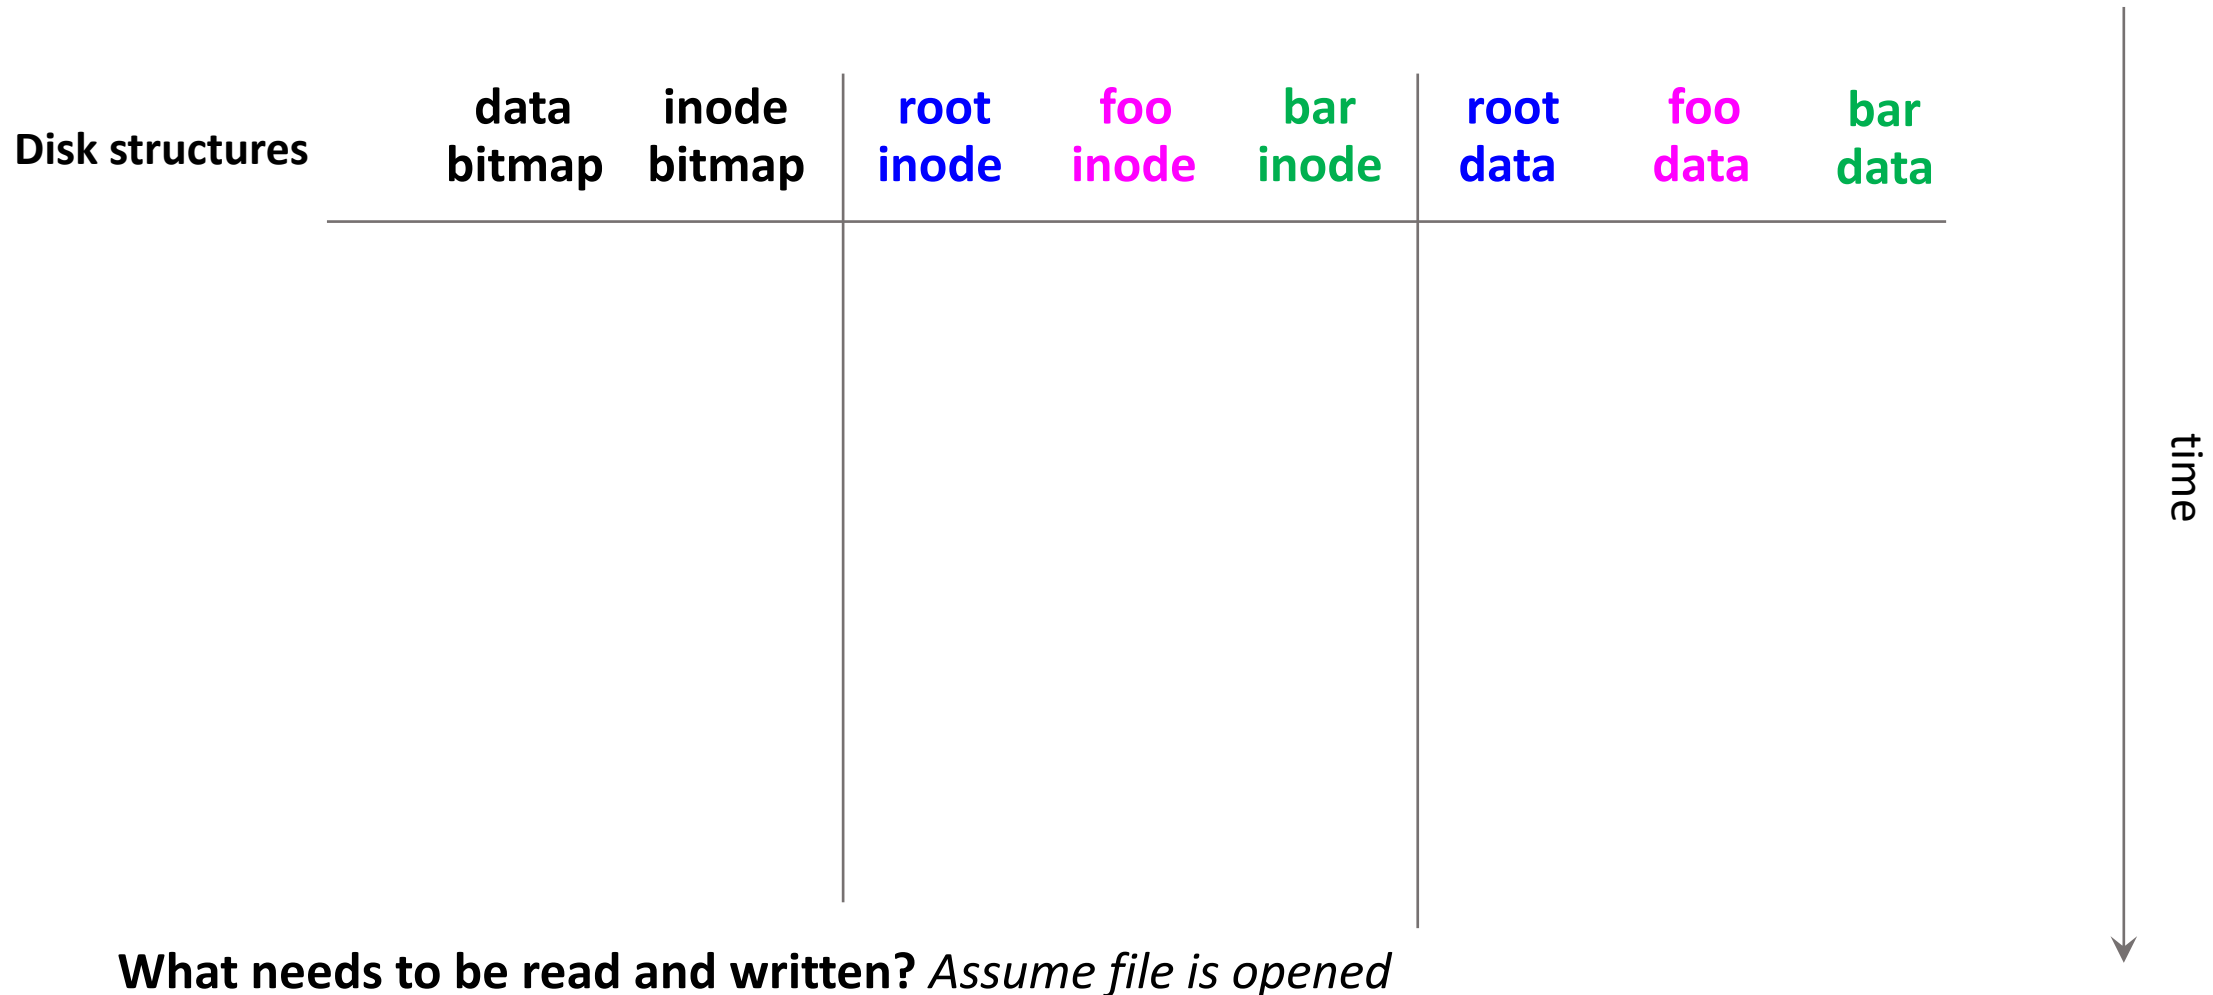 Disk structures
data bitmap
inode bitmap
root inode
foo inode
bar inode
root data
foo data
bar data
time
What needs to be read and written? Assume file is opened